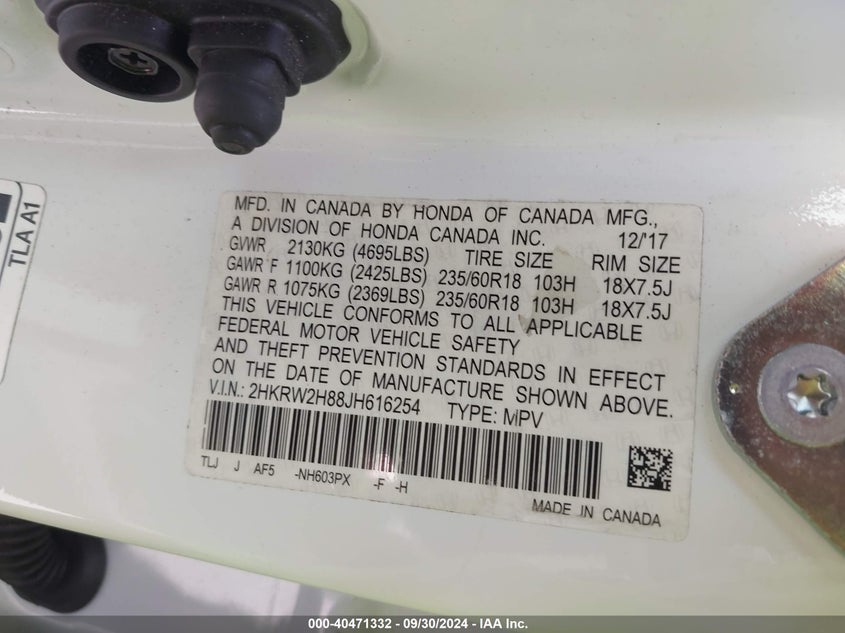 TLA A1
MFD. IN CANADA BY HONDA OF CANADA MFG.,
A DIVISION OF HONDA CANADA INC. 12/'17
GVWR 2130KG (4695LBS) TIRE SIZE RIM SIZE
GAWR F 1100KG (2425LBS) 235/60R18 103H 18X7.5J
GAWR R 1075KG (2369LBS) 235/60R18 103H 18X7.5J
THIS VEHICLE CONFORMS TO ALL APPLICABLE
FEDERAL MOTOR VEHICLE SAFETY
AND THEFT PREVENTION STANDARDS IN EFFECT
ON THE DATE OF MANUFACTURE SHOWN ABOVE.
V.I.N.: 2HKRW2H88JH616254 TYPE: MPV
TLJ J AF5 -NH603PX -F -H
MADE IN CANADA
000-40471332 - 09/30/2024 - IAA Inc.